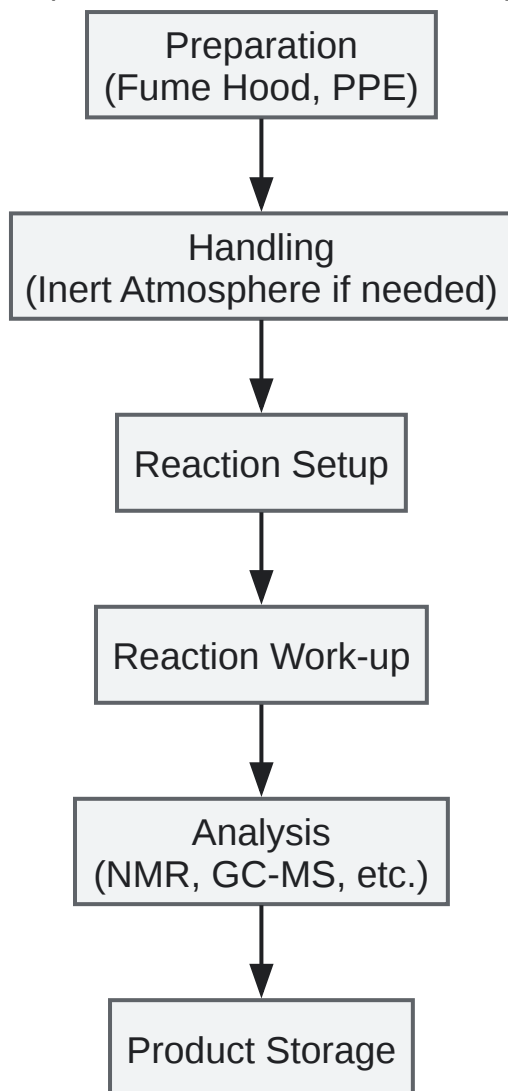 Preparation
(Fume Hood, PPE)
Handling
(Inert Atmosphere if needed)
Reaction Setup
Reaction Work-up
Analysis
(NMR, GC-MS, etc.)
Product Storage